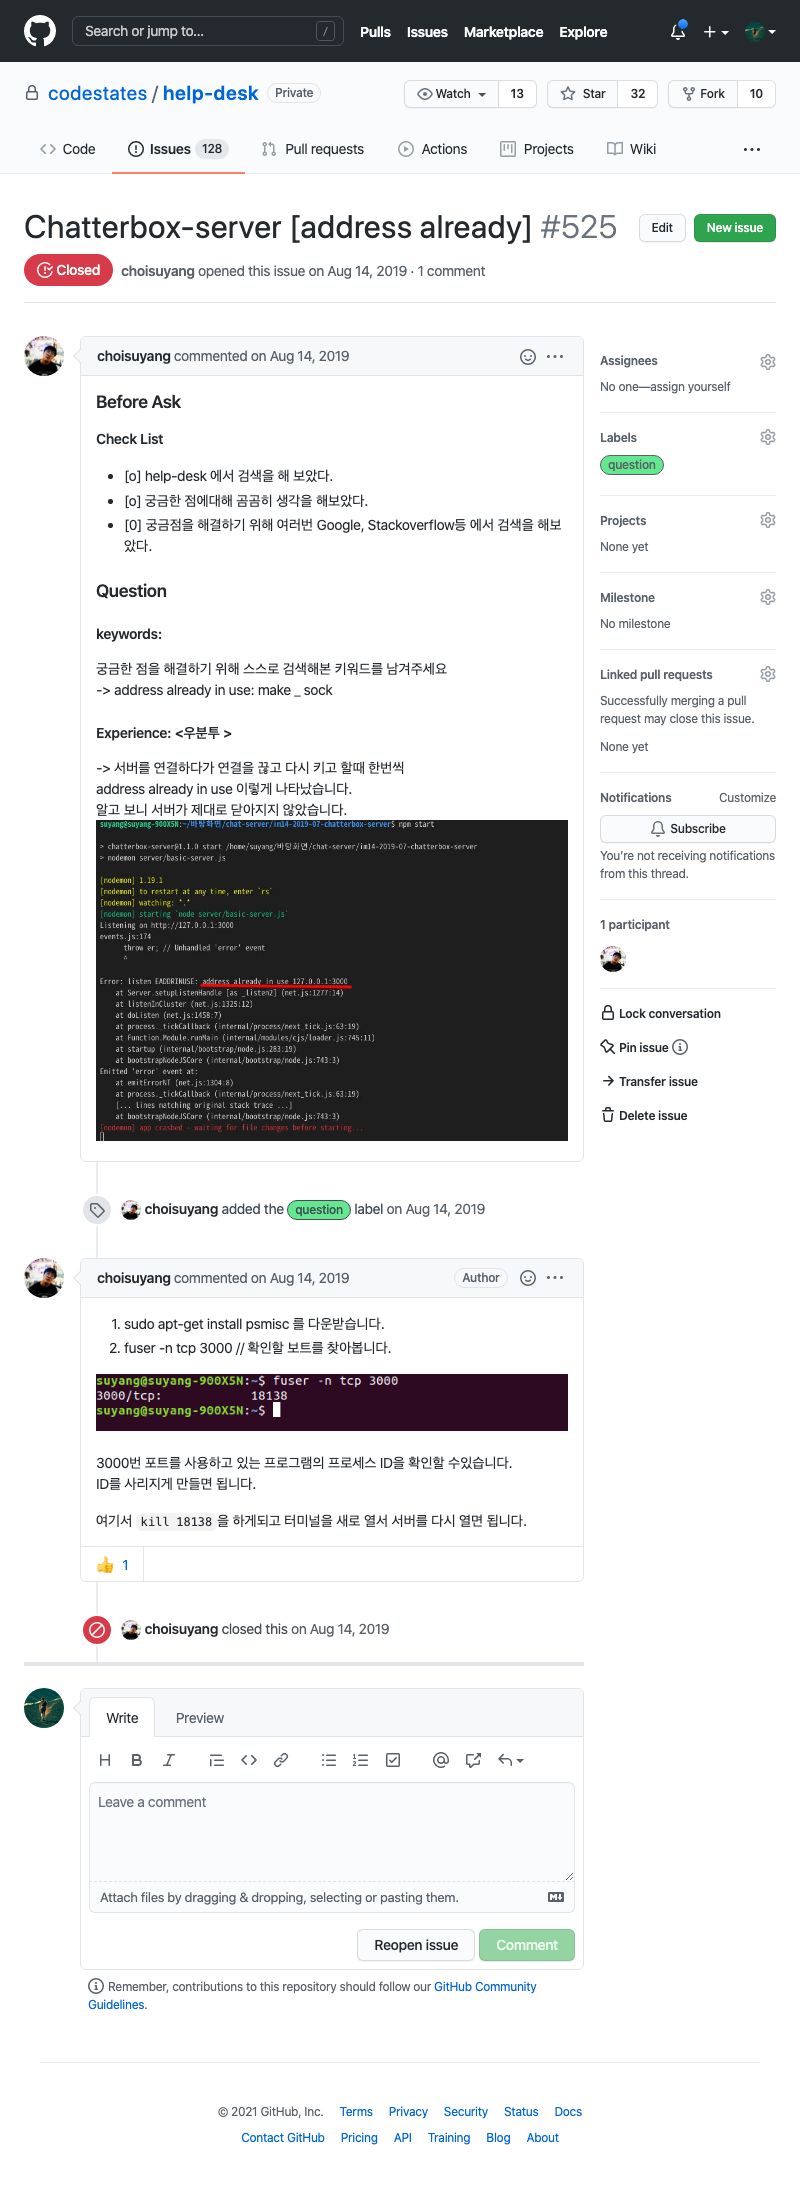 Search or jump to...
/
Pulls
Issues
Marketplace
Explore
codestates / help-desk
Private
Watch
13
Star
32
Fork
10
Code
Issues 128
Pull requests
Actions
Projects
Wiki
Chatterbox-server [address already] #525
Edit
New issue
Closed
choisuyang opened this issue on Aug 14, 2019 · 1 comment
choisuyang commented on Aug 14, 2019
Before Ask
Check List
[o] help-desk 에서 검색을 해 보았다.
[o] 궁금한 점에대해 곰곰히 생각을 해보았다.
[0] 궁금점을 해결하기 위해 여러번 Google, Stackoverflow등 에서 검색을 해보
았다.
Question
keywords:
궁금한 점을 해결하기 위해 스스로 검색해본 키워드를 남겨주세요
-> address already in use: make _ sock
Experience: <우분투 >
-> 서버를 연결하다가 연결을 끊고 다시 키고 할때 한번씩
address already in use 이렇게 나타났습니다.
알고 보니 서버가 제대로 닫아지지 않았습니다.
suyang@suyang-900X5N:~/바탕화면/chat-server/im14-2019-07-chatterbox-server$ npm start
> chatterbox-server@1.1.0 start /home/suyang/바탕화면/chat-server/im14-2019-07-chatterbox-server
> nodemon server/basic-server.js
[nodemon] 1.19.1
[nodemon] to restart at any time, enter `rs`
[nodemon] watching: *.*
[nodemon] starting `node server/basic-server.js`
Listening on http://127.0.0.1:3000
events.js:174
throw er; // Unhandled 'error' event
^
Error: listen EADDRINUSE: address already in use 127.0.0.1:3000
at Server.setupListenHandle [as _listen2] (net.js:1277:14)
at listenInCluster (net.js:1325:12)
at doListen (net.js:1458:7)
at process._tickCallback (internal/process/next_tick.js:63:19)
at Function.Module.runMain (internal/modules/cjs/loader.js:745:11)
at startup (internal/bootstrap/node.js:283:19)
at bootstrapNodeJSCore (internal/bootstrap/node.js:743:3)
Emitted 'error' event at:
at emitErrorNT (net.js:1304:8)
at process._tickCallback (internal/process/next_tick.js:63:19)
[... lines matching original stack trace ...]
at bootstrapNodeJSCore (internal/bootstrap/node.js:743:3)
[nodemon] app crashed - waiting for file changes before starting...
choisuyang added the question label on Aug 14, 2019
choisuyang commented on Aug 14, 2019
Author
1. sudo apt-get install psmisc 를 다운받습니다.
2. fuser -n tcp 3000 // 확인할 보트를 찾아봅니다.
suyang@suyang-900X5N:~$ fuser -n tcp 3000
3000/tcp: 18138
suyang@suyang-900X5N:~$
3000번 포트를 사용하고 있는 프로그램의 프로세스 ID을 확인할 수있습니다.
ID를 사리지게 만들면 됩니다.
여기서 kill 18138 을 하게되고 터미널을 새로 열서 서버를 다시 열면 됩니다.
👍 1
choisuyang closed this on Aug 14, 2019
Write
Preview
Leave a comment
Attach files by dragging & dropping, selecting or pasting them.
Reopen issue
Comment
Remember, contributions to this repository should follow our GitHub Community
Guidelines.
Assignees
No one—assign yourself
Labels
question
Projects
None yet
Milestone
No milestone
Linked pull requests
Successfully merging a pull
request may close this issue.
None yet
Notifications
Customize
Subscribe
You're not receiving notifications
from this thread.
1 participant
Lock conversation
Pin issue
Transfer issue
Delete issue
© 2021 GitHub, Inc.
Terms
Privacy
Security
Status
Docs
Contact GitHub
Pricing
API
Training
Blog
About